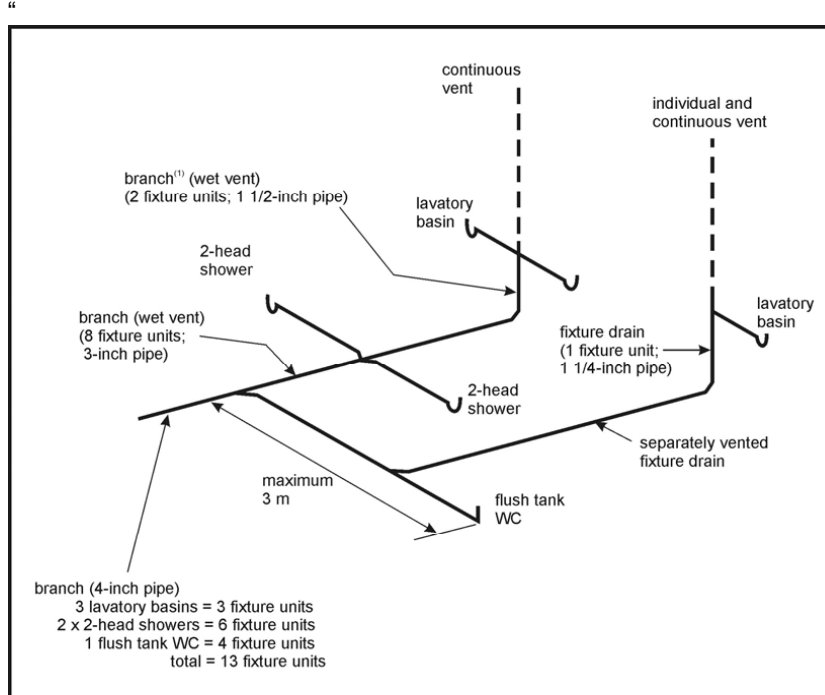 “
continuous
vent
individual and
continuous vent
branch⁽¹⁾ (wet vent)
(2 fixture units; 1 1/2-inch pipe)
lavatory
basin
2-head
shower
branch (wet vent)
(8 fixture units;
3-inch pipe)
fixture drain
(1 fixture unit;
1 1/4-inch pipe)
lavatory
basin
2-head
shower
separately vented
fixture drain
maximum
3 m
flush tank
WC
branch (4-inch pipe)
3 lavatory basins = 3 fixture units
2 x 2-head showers = 6 fixture units
1 flush tank WC = 4 fixture units
total = 13 fixture units